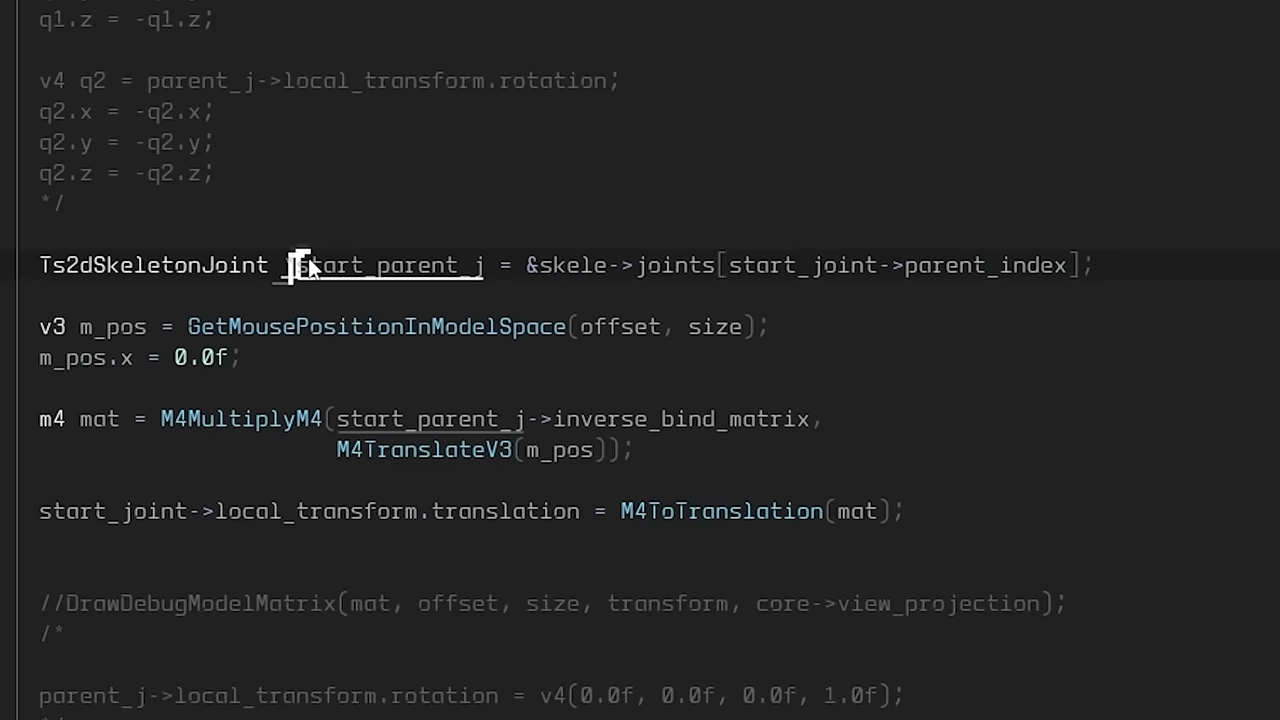 q1.z = -q1.z;
v4 q2 = parent_j->local_transform.rotation;
q2.x = -q2.x;
q2.y = -q2.y;
q2.z = -q2.z;
*/
Ts2dSkeletonJoint *start_parent_j = &skele->joints[start_joint->parent_index];
v3 m_pos = GetMousePositionInModelSpace(offset, size);
m_pos.x = 0.0f;
m4 mat = M4MultiplyM4(start_parent_j->inverse_bind_matrix,
M4TranslateV3(m_pos));
start_joint->local_transform.translation = M4ToTranslation(mat);
//DrawDebugModelMatrix(mat, offset, size, transform, core->view_projection);
/*
parent_j->local_transform.rotation = v4(0.0f, 0.0f, 0.0f, 1.0f);